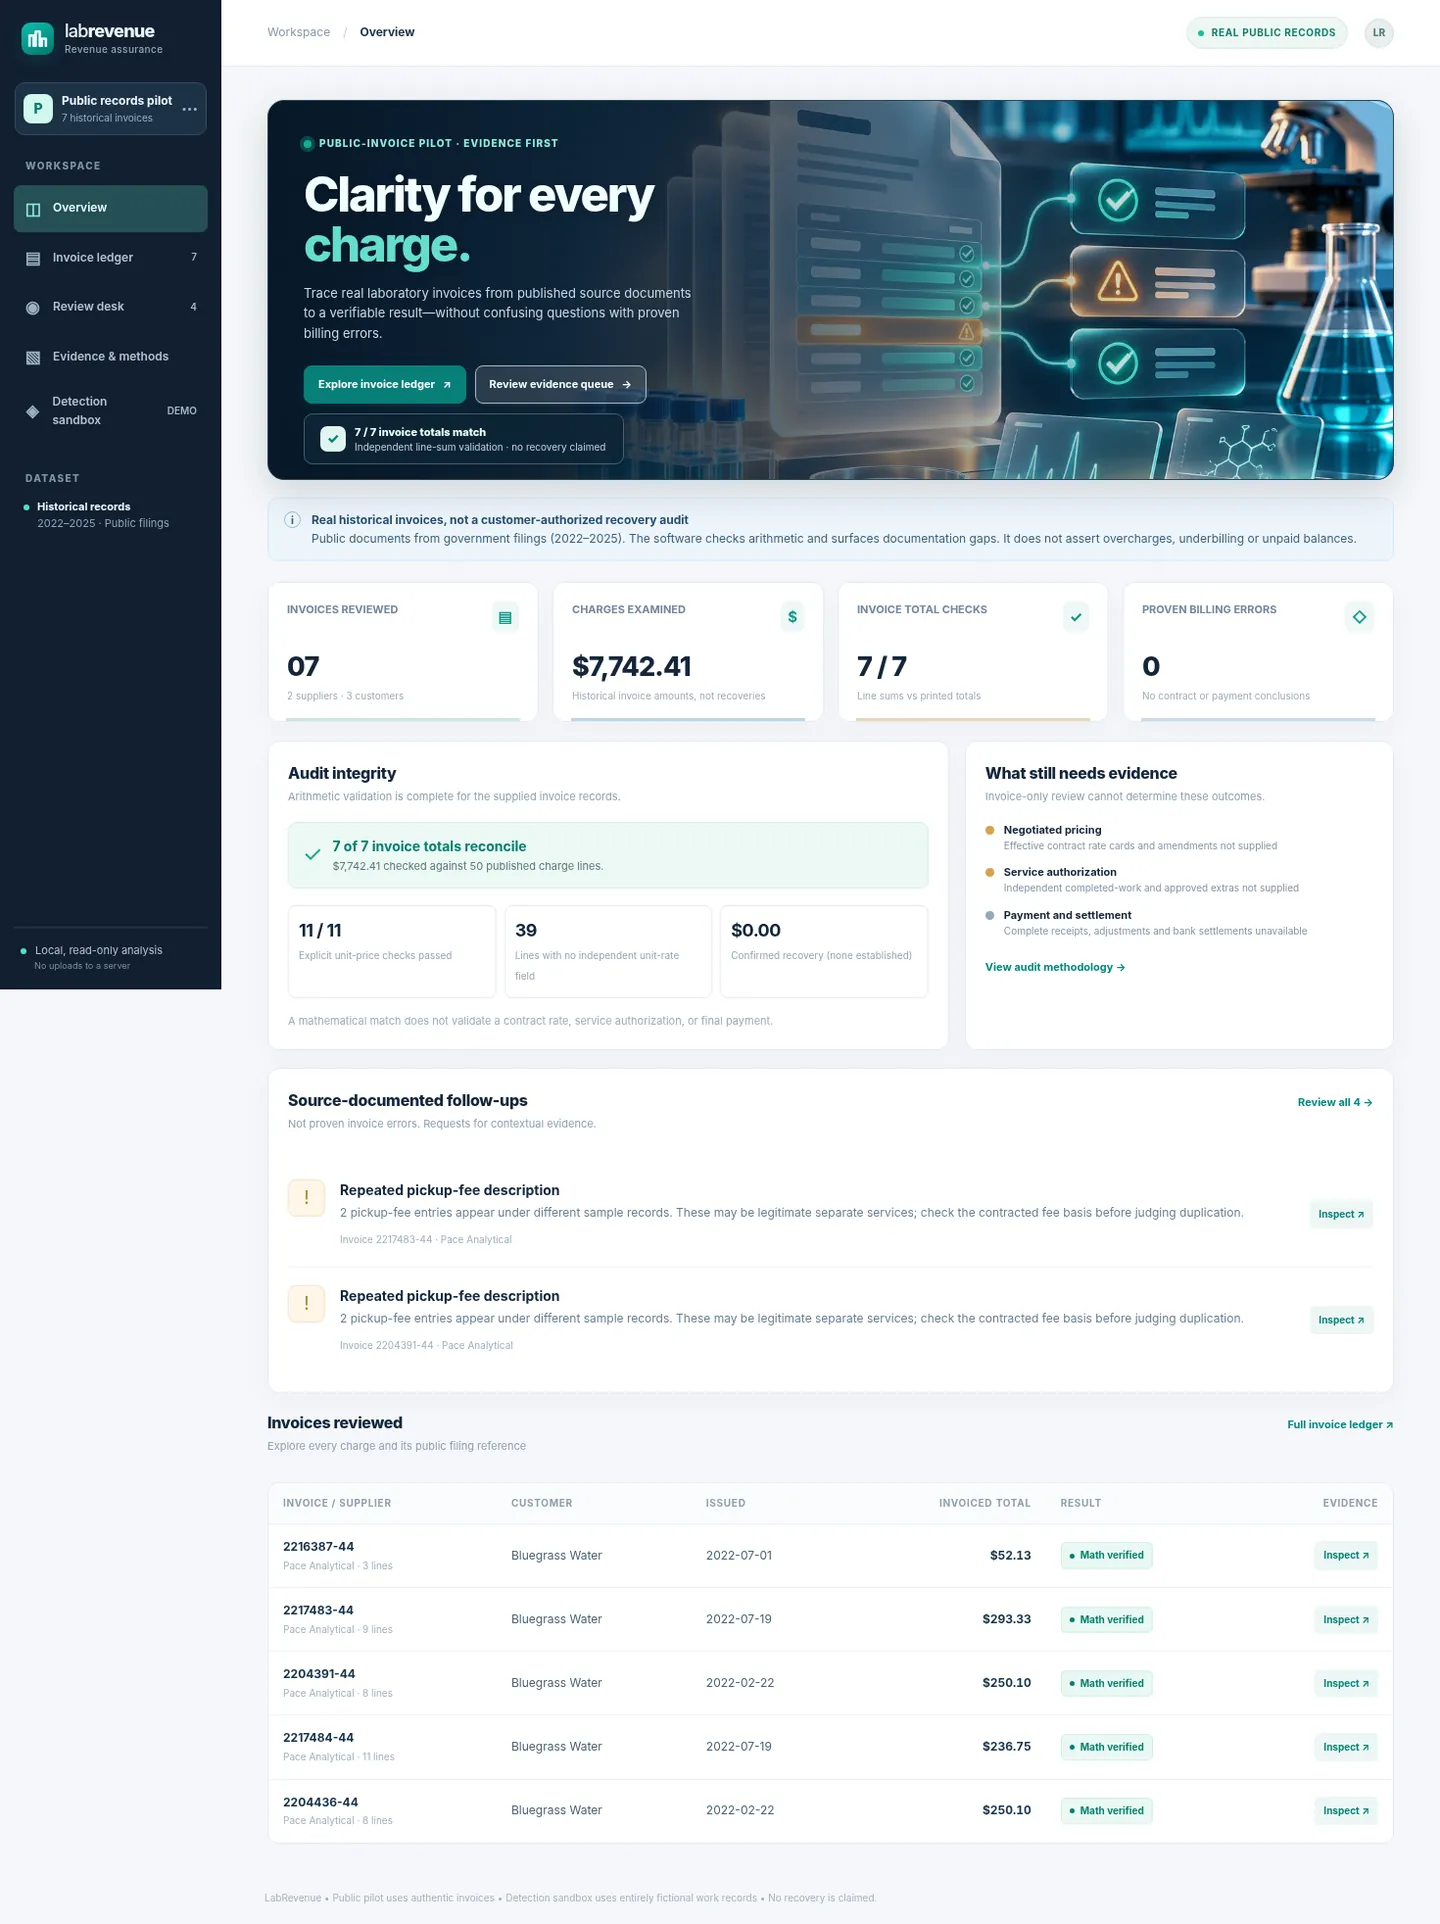 labrevenue
Revenue assurance
P
Public records pilot
7 historical invoices
WORKSPACE
Overview
Invoice ledger 7
Review desk 4
Evidence & methods
Detection
sandbox
DEMO
DATASET
Historical records
2022–2025 · Public filings
Local, read-only analysis
No uploads to a server
Workspace / Overview
REAL PUBLIC RECORDS
LR
PUBLIC-INVOICE PILOT · EVIDENCE FIRST
Clarity for every
charge.
Trace real laboratory invoices from published source documents
to a verifiable result—without confusing questions with proven
billing errors.
Explore invoice ledger ↗
Review evidence queue →
7 / 7 invoice totals match
Independent line-sum validation · no recovery claimed
Real historical invoices, not a customer-authorized recovery audit
Public documents from government filings (2022–2025). The software checks arithmetic and surfaces documentation gaps. It does not assert overcharges, underbilling or unpaid balances.
INVOICES REVIEWED
07
2 suppliers · 3 customers
CHARGES EXAMINED
$
$7,742.41
Historical invoice amounts, not recoveries
INVOICE TOTAL CHECKS
7 / 7
Line sums vs printed totals
PROVEN BILLING ERRORS
0
No contract or payment conclusions
Audit integrity
Arithmetic validation is complete for the supplied invoice records.
7 of 7 invoice totals reconcile
$7,742.41 checked against 50 published charge lines.
11 / 11
Explicit unit-price checks passed
39
Lines with no independent unit-rate
field
$0.00
Confirmed recovery (none established)
A mathematical match does not validate a contract rate, service authorization, or final payment.
What still needs evidence
Invoice-only review cannot determine these outcomes.
Negotiated pricing
Effective contract rate cards and amendments not supplied
Service authorization
Independent completed-work and approved extras not supplied
Payment and settlement
Complete receipts, adjustments and bank settlements unavailable
View audit methodology →
Source-documented follow-ups
Not proven invoice errors. Requests for contextual evidence.
Review all 4 →
!
Repeated pickup-fee description
2 pickup-fee entries appear under different sample records. These may be legitimate separate services; check the contracted fee basis before judging duplication.
Invoice 2217483-44 · Pace Analytical
Inspect ↗
!
Repeated pickup-fee description
2 pickup-fee entries appear under different sample records. These may be legitimate separate services; check the contracted fee basis before judging duplication.
Invoice 2204391-44 · Pace Analytical
Inspect ↗
Invoices reviewed
Explore every charge and its public filing reference
Full invoice ledger ↗
INVOICE / SUPPLIER CUSTOMER ISSUED INVOICED TOTAL RESULT EVIDENCE
2216387-44
Pace Analytical · 3 lines
Bluegrass Water 2022-07-01 $52.13 Math verified Inspect ↗
2217483-44
Pace Analytical · 9 lines
Bluegrass Water 2022-07-19 $293.33 Math verified Inspect ↗
2204391-44
Pace Analytical · 8 lines
Bluegrass Water 2022-02-22 $250.10 Math verified Inspect ↗
2217484-44
Pace Analytical · 11 lines
Bluegrass Water 2022-07-19 $236.75 Math verified Inspect ↗
2204436-44
Pace Analytical · 8 lines
Bluegrass Water 2022-02-22 $250.10 Math verified Inspect ↗
LabRevenue • Public pilot uses authentic invoices • Detection sandbox uses entirely fictional work records • No recovery is claimed.